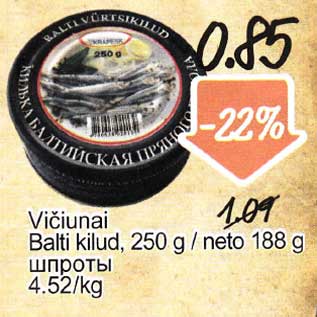 BALTI VÜRTSIKILUD
250 g
КИЛЬКА БАЛТИЙСКАЯ ПРЯНОГО
0.85
-22%
1.09
Vičiunai
Balti kilud, 250 g / neto 188 g
шпроты
4.52/kg